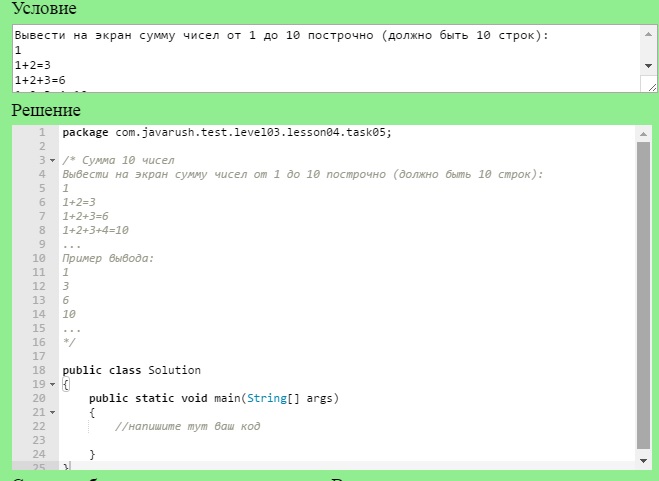 Условие
Вывести на экран сумму чисел от 1 до 10 построчно (должно быть 10 строк):
1
1+2=3
1+2+3=6
Решение
1 package com.javarush.test.level03.lesson04.task05;
2
3 /* Сумма 10 чисел
4 Вывести на экран сумму чисел от 1 до 10 построчно (должно быть 10 строк):
5 1
6 1+2=3
7 1+2+3=6
8 1+2+3+4=10
9 ...
10 Пример вывода:
11 1
12 3
13 6
14 10
15 ...
16 */
17
18 public class Solution
19 {
20 public static void main(String[] args)
21 {
22 //напишите тут ваш код
23
24 }
25 }